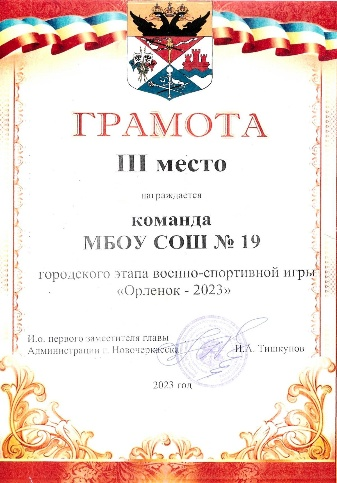 ГРАМОТА
III место
награждается
команда
МБОУ СОШ № 19
городского этапа военно-спортивной игры
«Орленок - 2023»
И.о. первого заместителя главы
Администрации г. Новочеркасска
Тишкунов
2023 год